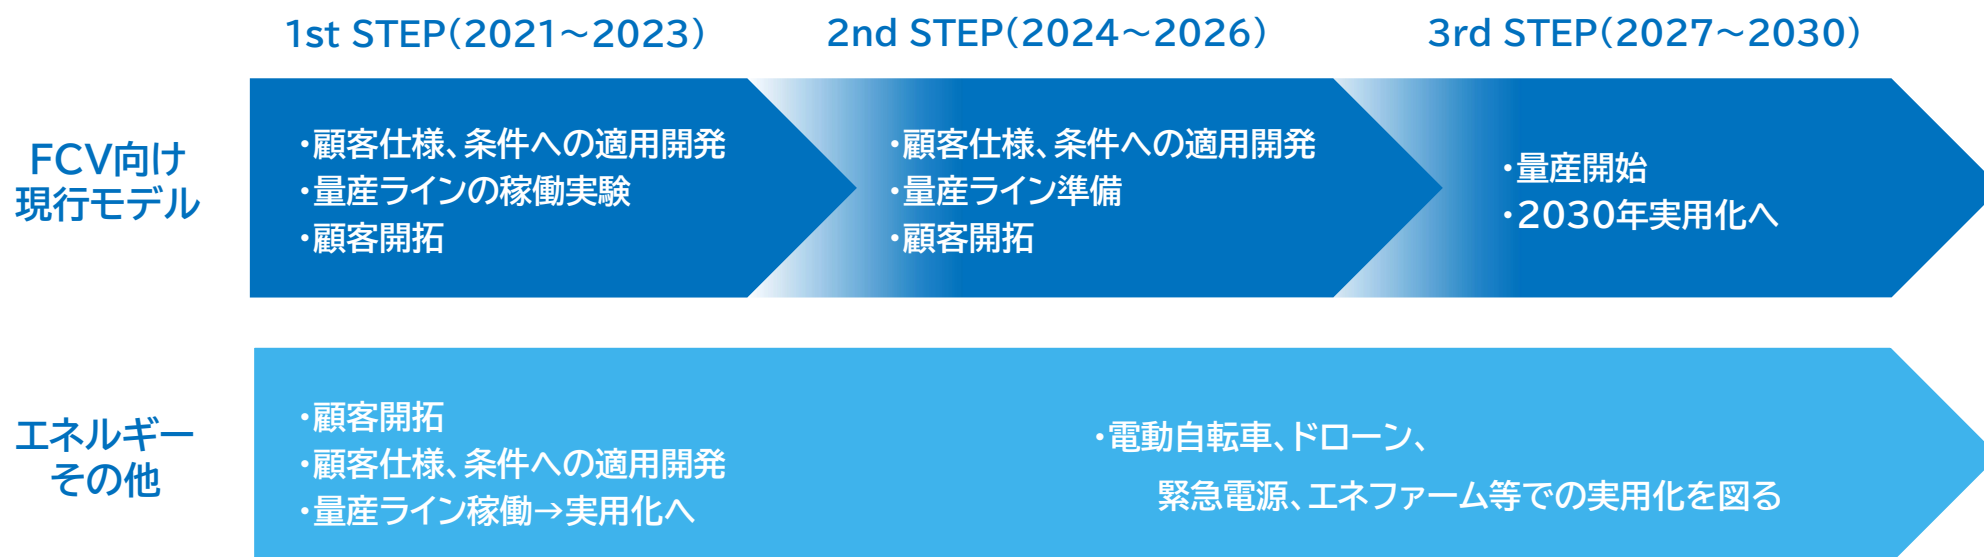 1st STEP(2021～2023)
2nd STEP(2024～2026)
3rd STEP(2027～2030)
FCV向け
現行モデル
・顧客仕様、条件への適用開発
・量産ラインの稼働実験
・顧客開拓
・顧客仕様、条件への適用開発
・量産ライン準備
・顧客開拓
・量産開始
・2030年実用化へ
エネルギー
その他
・顧客開拓
・顧客仕様、条件への適用開発
・量産ライン稼働→実用化へ
・電動自転車、ドローン、
緊急電源、エネファーム等での実用化を図る